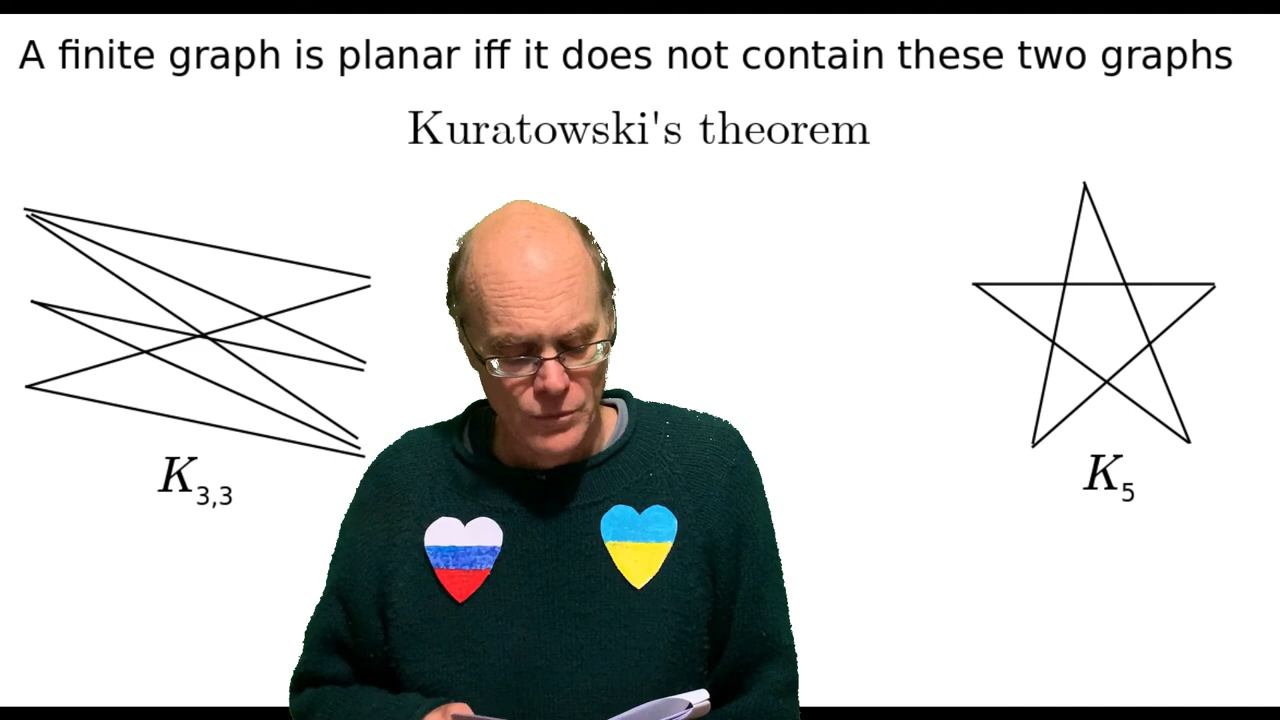 A finite graph is planar iff it does not contain these two graphs
Kuratowski's theorem
K3,3
K5